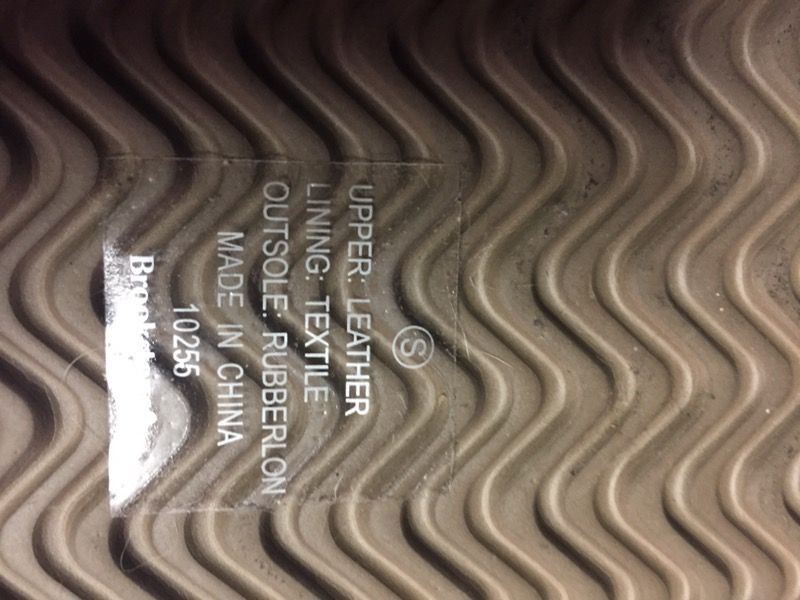 Ⓢ
UPPER: LEATHER
LINING: TEXTILE
OUTSOLE: RUBBERLON
MADE IN CHINA
10255